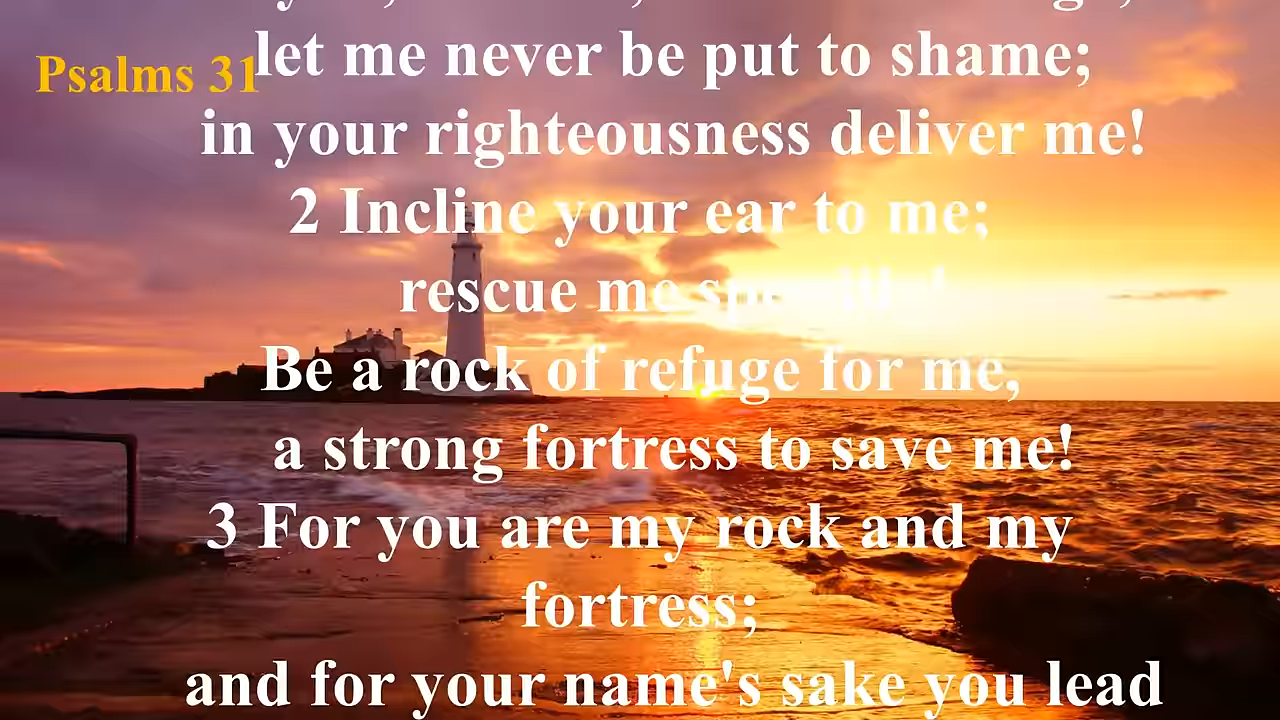 Psalms 31
let me never be put to shame;
in your righteousness deliver me!
2 Incline your ear to me;
rescue me
Be a rock of refuge for me,
a strong fortress to save me!
3 For you are my rock and my
fortress;
and for your name's sake you lead